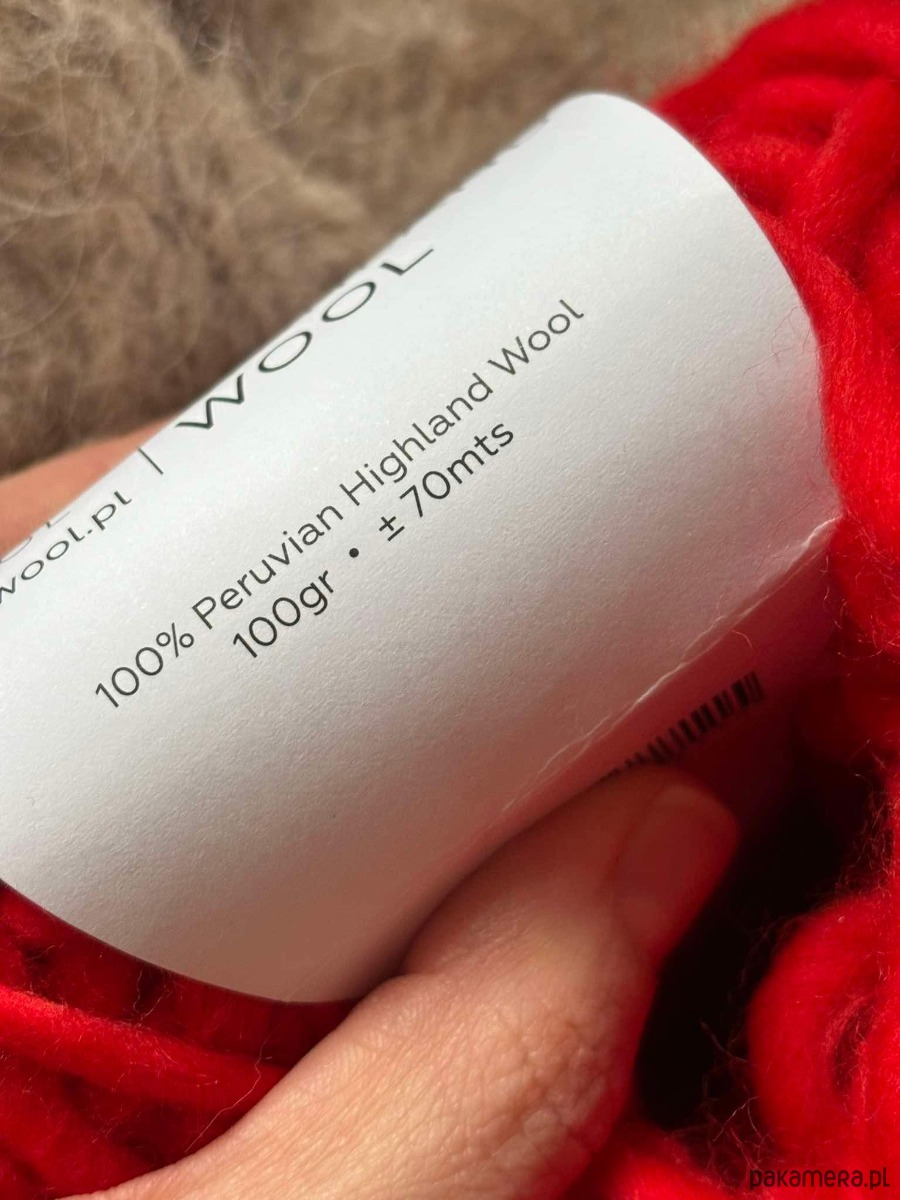 WOOL
wool.pl |
100% Peruvian Highland Wool
100gr • ± 70mts
pakamera.pl